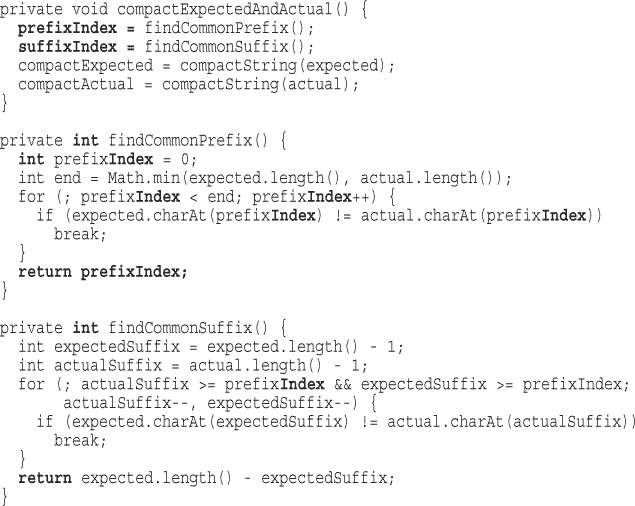 private void compactExpectedAndActual() {
  prefixIndex = findCommonPrefix();
  suffixIndex = findCommonSuffix();
  compactExpected = compactString(expected);
  compactActual = compactString(actual);
}

private int findCommonPrefix() {
  int prefixIndex = 0;
  int end = Math.min(expected.length(), actual.length());
  for (; prefixIndex < end; prefixIndex++) {
    if (expected.charAt(prefixIndex) != actual.charAt(prefixIndex))
      break;
  }
  return prefixIndex;
}

private int findCommonSuffix() {
  int expectedSuffix = expected.length() - 1;
  int actualSuffix = actual.length() - 1;
  for (; actualSuffix >= prefixIndex && expectedSuffix >= prefixIndex;
       actualSuffix--, expectedSuffix--) {
    if (expected.charAt(expectedSuffix) != actual.charAt(actualSuffix))
      break;
  }
  return expected.length() - expectedSuffix;
}